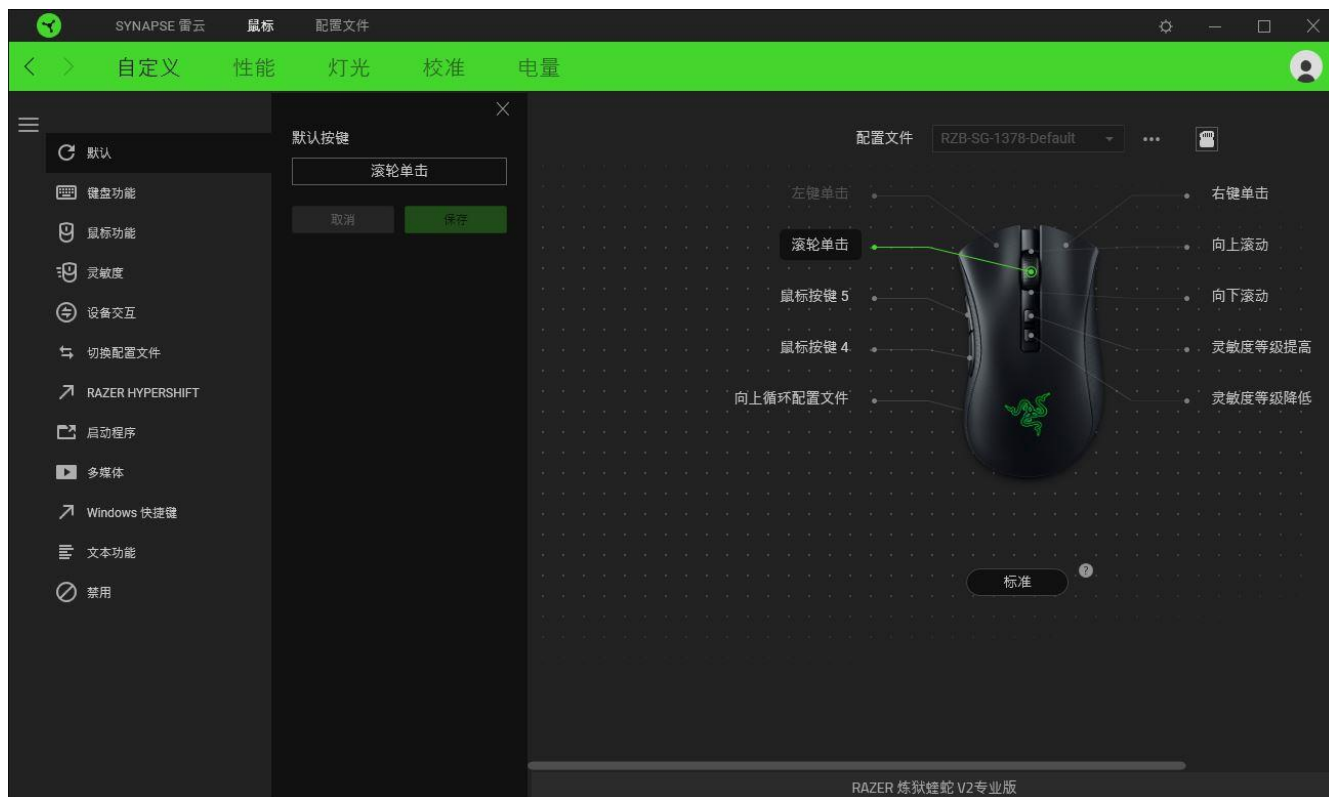 SYNAPSE 雷云 鼠标 配置文件
自定义 性能 灯光 校准 电量
默认
键盘功能
鼠标功能
灵敏度
设备交互
切换配置文件
RAZER HYPERSHIFT
启动程序
多媒体
Windows 快捷键
文本功能
禁用
默认按键
滚轮单击
取消 保存
配置文件 RZB-SG-1378-Default
左键单击
滚轮单击
鼠标按键 5
鼠标按键 4
向上循环配置文件
右键单击
向上滚动
向下滚动
灵敏度等级提高
灵敏度等级降低
标准 ?
RAZER 炼狱蝰蛇 V2专业版